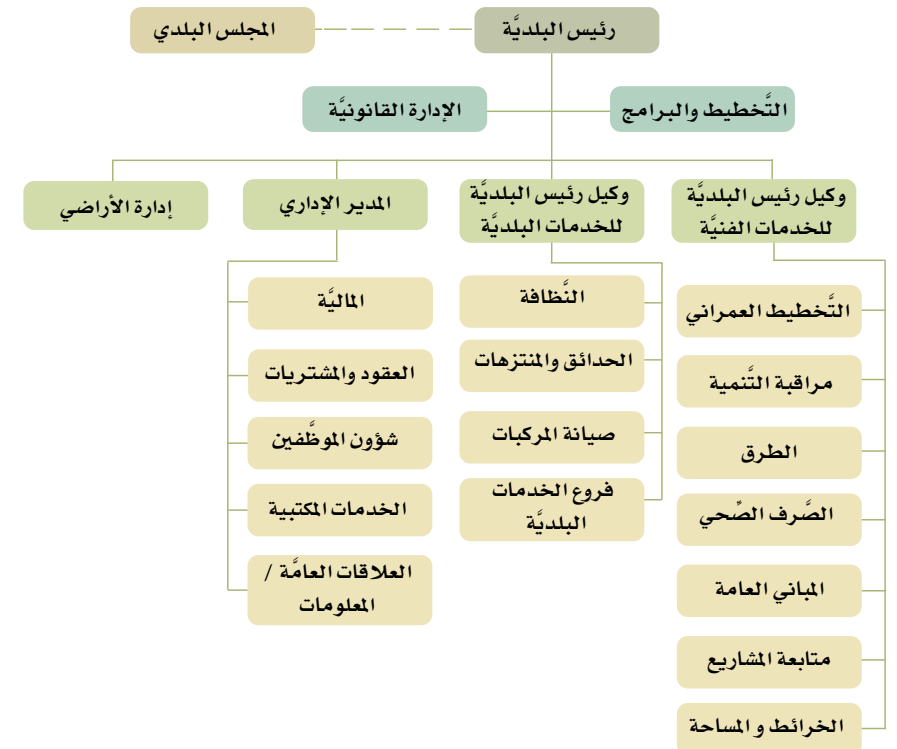 رئيس البلديَّة
المجلس البلدي
التَّخطيط والبرامج
الإدارة القانونيَّة
وكيل رئيس البلديَّة
للخدمات الفنيَّة
وكيل رئيس البلديَّة
للخدمات البلديَّة
المدير الإداري
إدارة الأراضي
التَّخطيط العمراني
مراقبة التَّنمية
الطرق
الصَّرف الصِّحي
المباني العامة
متابعة المشاريع
الخرائط و المساحة
النَّظافة
الحدائق والمنتزهات
صيانة المركبات
فروع الخدمات
البلديَّة
الماليَّة
العقود والمشتريات
شؤون الموظَّفين
الخدمات المكتبية
العلاقات العامَّة /
المعلومات